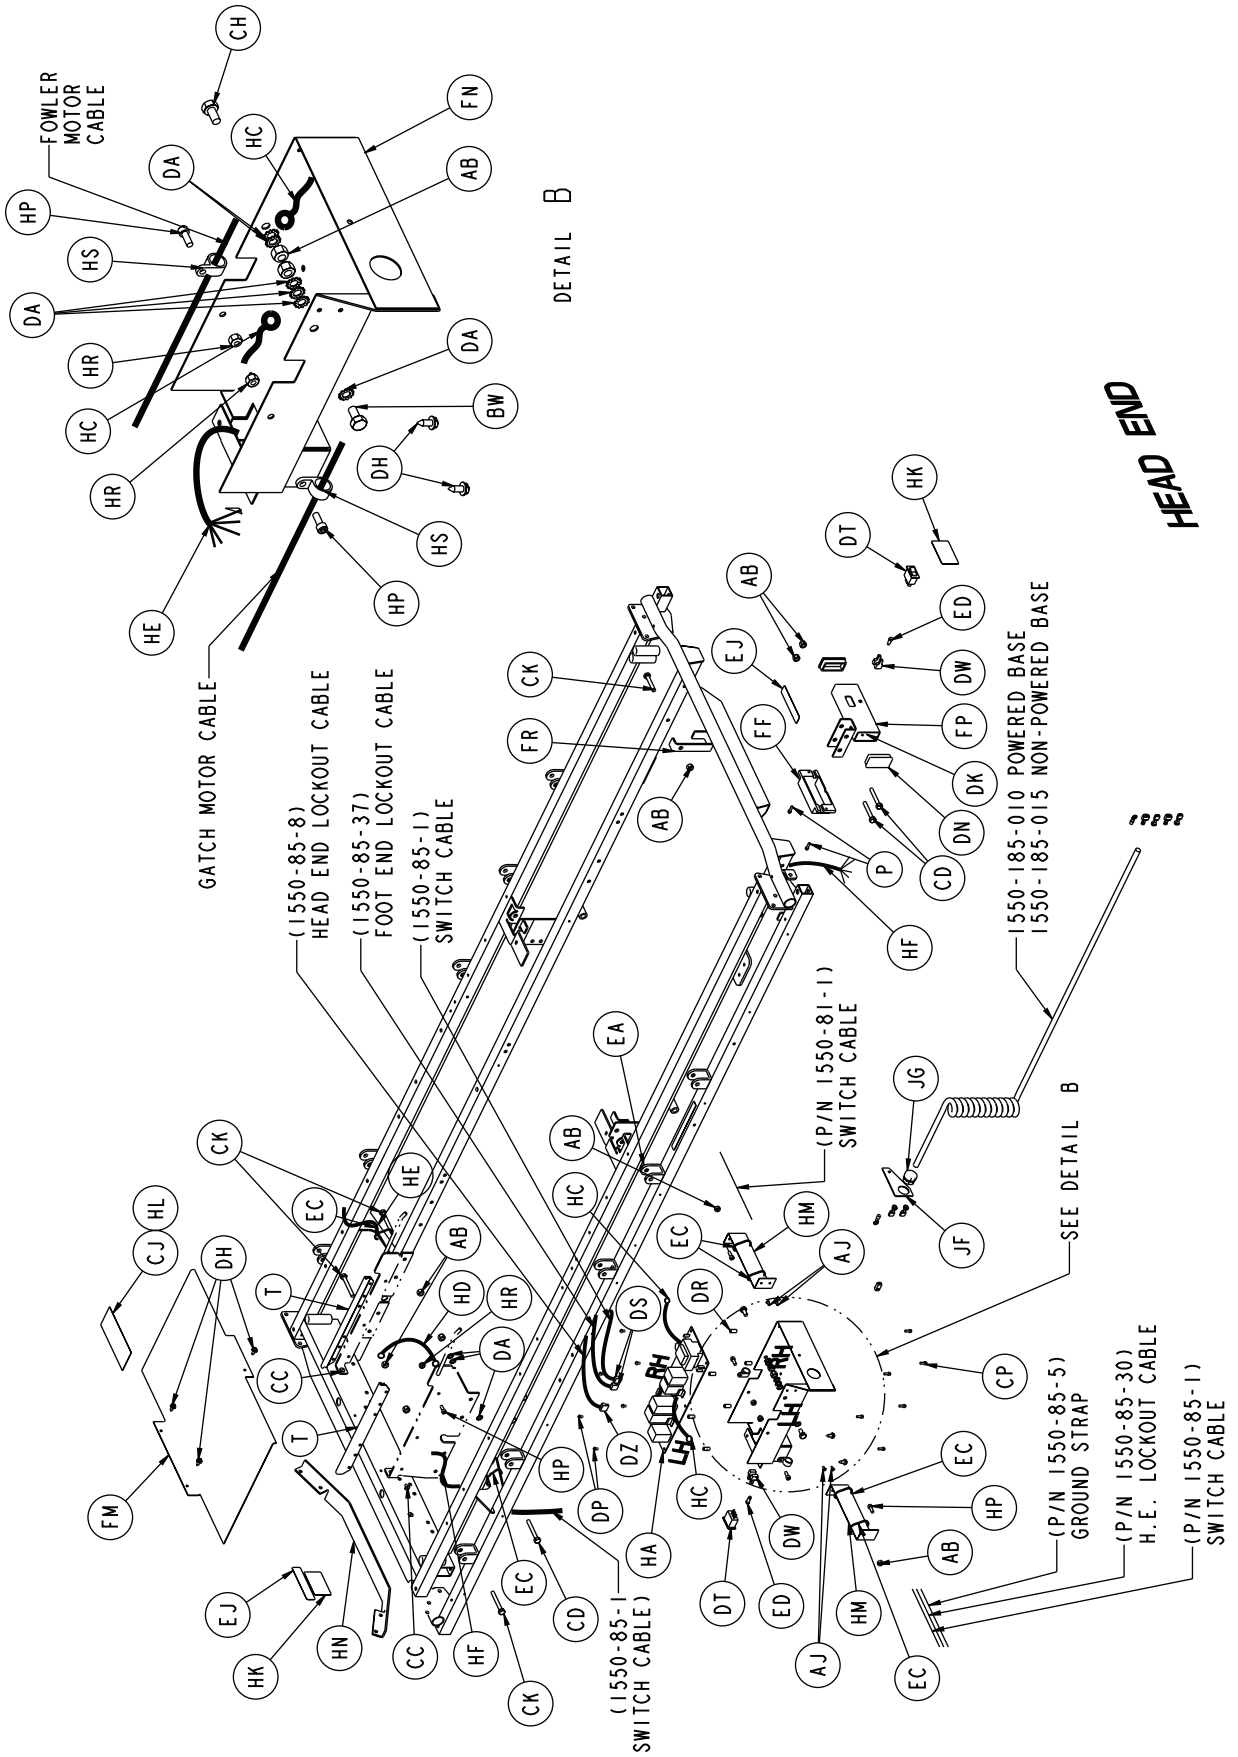 CH
FOWLER
MOTOR
CABLE
FN
HC
AB
DA
HP
HS
DA
HR
HC
HR
HE
DETAIL B
DA
BW
DH
HS
HP
GATCH MOTOR CABLE
HEAD END
HK
DT
AB
ED
EJ
DW
CK
FF
FP
FR
DK
AB
DN
P
CD
HF
(1550-85-8)
HEAD END LOCKOUT CABLE
(1550-85-37)
FOOT END LOCKOUT CABLE
(1550-85-1)
SWITCH CABLE
1550-185-010 POWERED BASE
1550-185-015 NON-POWERED BASE
EA
(P/N 1550-81-1)
SWITCH CABLE
AB
JG
HC
HM
EC
AJ
JF
SEE DETAIL B
CK
HE
EC
HL
CJ
DH
T
AB
HD
HR
DS
DR
DA
CC
T
RH
LH
RH
LH
CP
FM
HP
DZ
DP
HC
HA
DW
EC
HP
(P/N 1550-85-5)
GROUND STRAP
(P/N 1550-85-30)
H.E. LOCKOUT CABLE
(P/N 1550-85-1)
SWITCH CABLE
EJ
HK
HN
CC
HF
EC
CD
CK
(1550-85-1
SWITCH CABLE)
DT
ED
AJ
HM
AB
EC